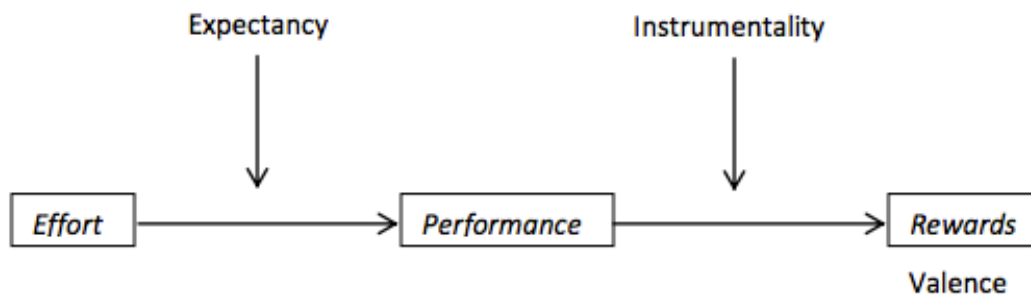 Expectancy
Instrumentality
Effort
Performance
Rewards
Valence